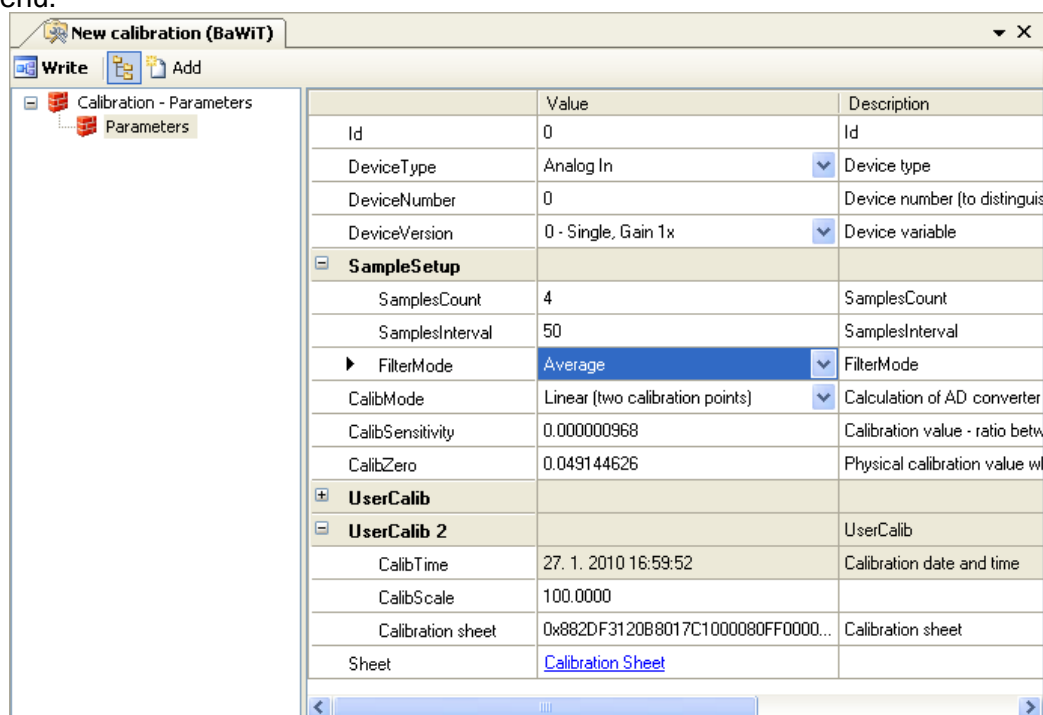 New calibration (BaWiT)
Write Add
Calibration - Parameters
Parameters
Value Description
Id 0 Id
DeviceType Analog In Device type
DeviceNumber 0 Device number (to distinguis
DeviceVersion 0 - Single, Gain 1x Device variable
SampleSetup
SamplesCount 4 SamplesCount
SamplesInterval 50 SamplesInterval
FilterMode Average FilterMode
CalibMode Linear (two calibration points) Calculation of AD converter
CalibSensitivity 0.000000968 Calibration value - ratio betw
CalibZero 0.049144626 Physical calibration value wh
UserCalib
UserCalib 2 UserCalib
CalibTime 27. 1. 2010 16:59:52 Calibration date and time
CalibScale 100.0000
Calibration sheet 0x882DF3120B8017C1000080FF0000... Calibration sheet
Sheet Calibration Sheet